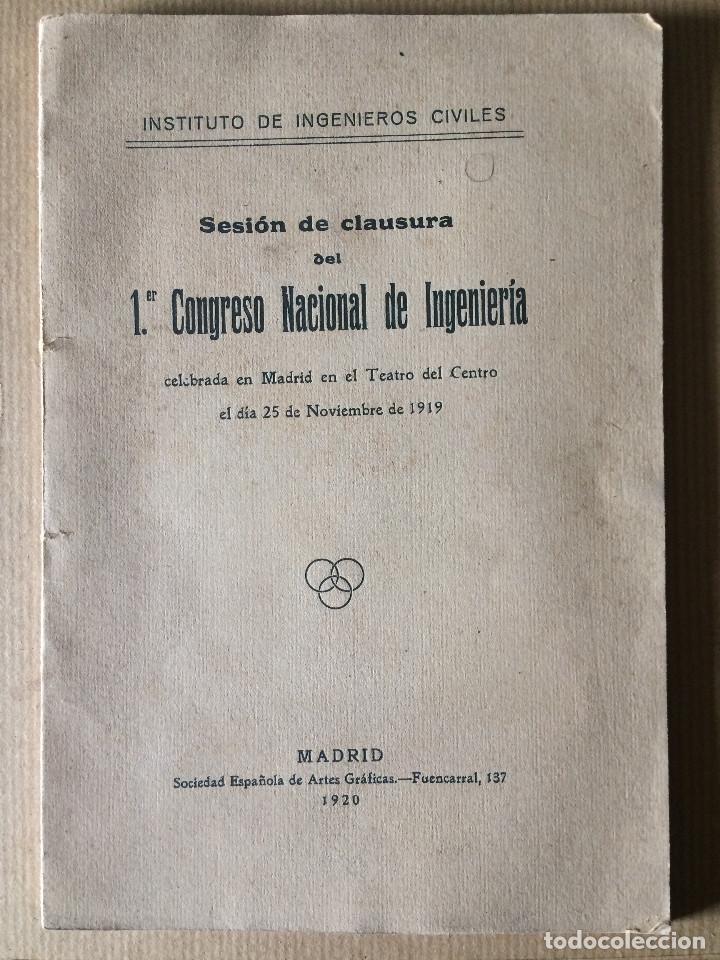 INSTITUTO DE INGENIEROS CIVILES
Sesión de clausura
del
1.er Congreso Nacional de Ingeniería
celebrada en Madrid en el Teatro del Centro
el día 25 de Noviembre de 1919
MADRID
Sociedad Española de Artes Gráficas.—Fuencarral, 137
1920
todocoleccion